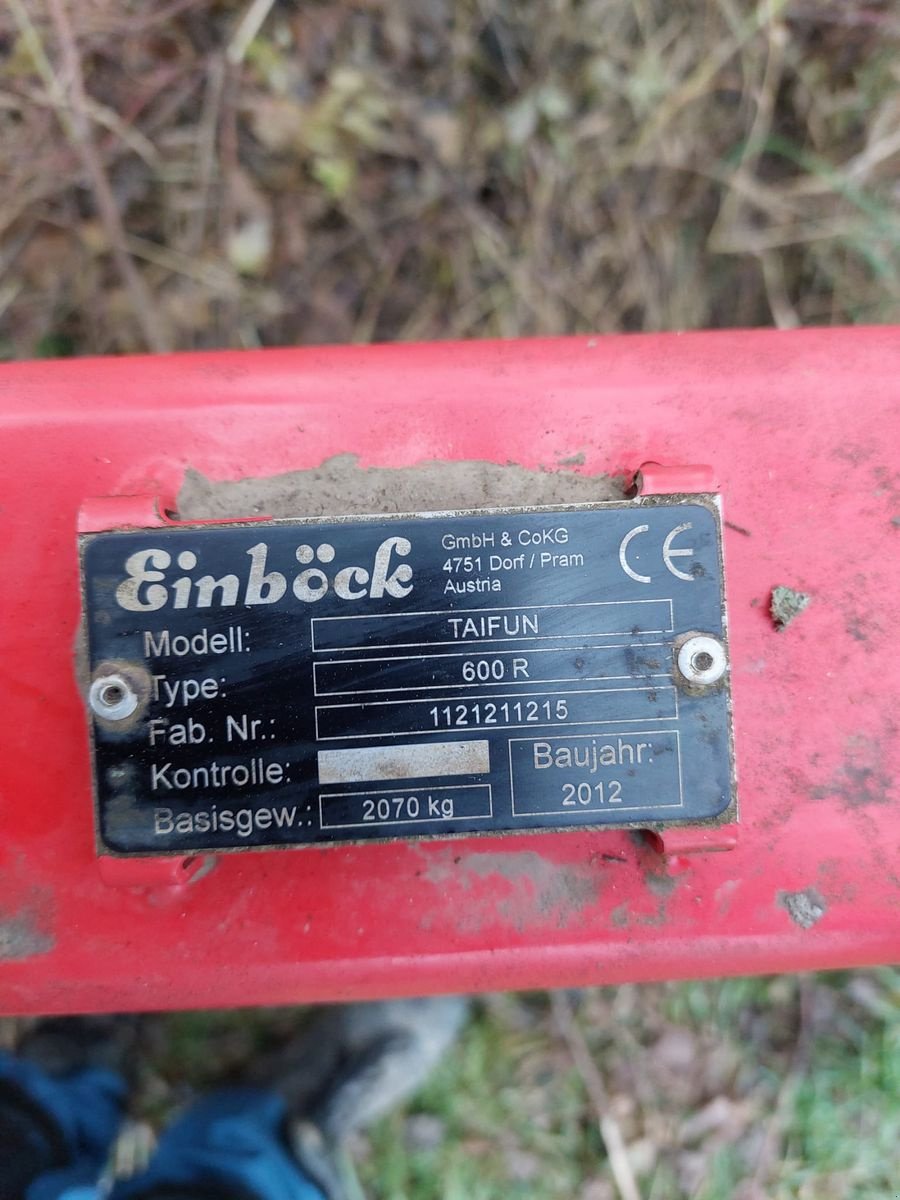 Einböck
GmbH & CoKG
4751 Dorf / Pram
Austria
CE
Modell: TAIFUN
Type: 600 R
Fab. Nr.: 1121211215
Kontrolle:
Basisgew.: 2070 kg
Baujahr:
2012